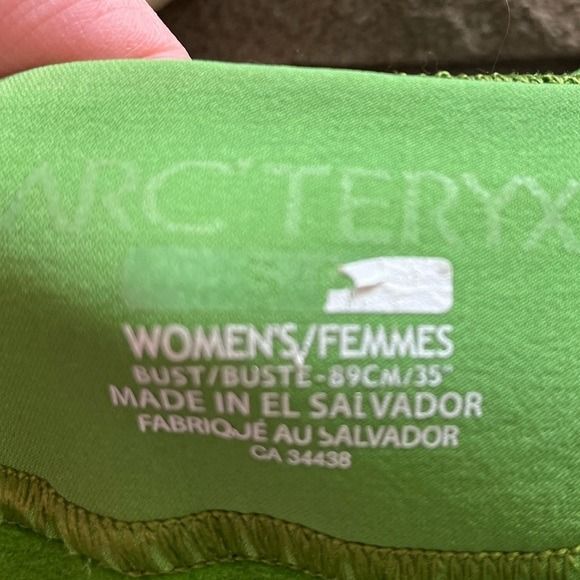 ARC'TERYX
WOMEN'S/FEMMES
BUST/BUSTE-89CM/35"
MADE IN EL SALVADOR
FABRIQUÉ AU SALVADOR
CA 34438